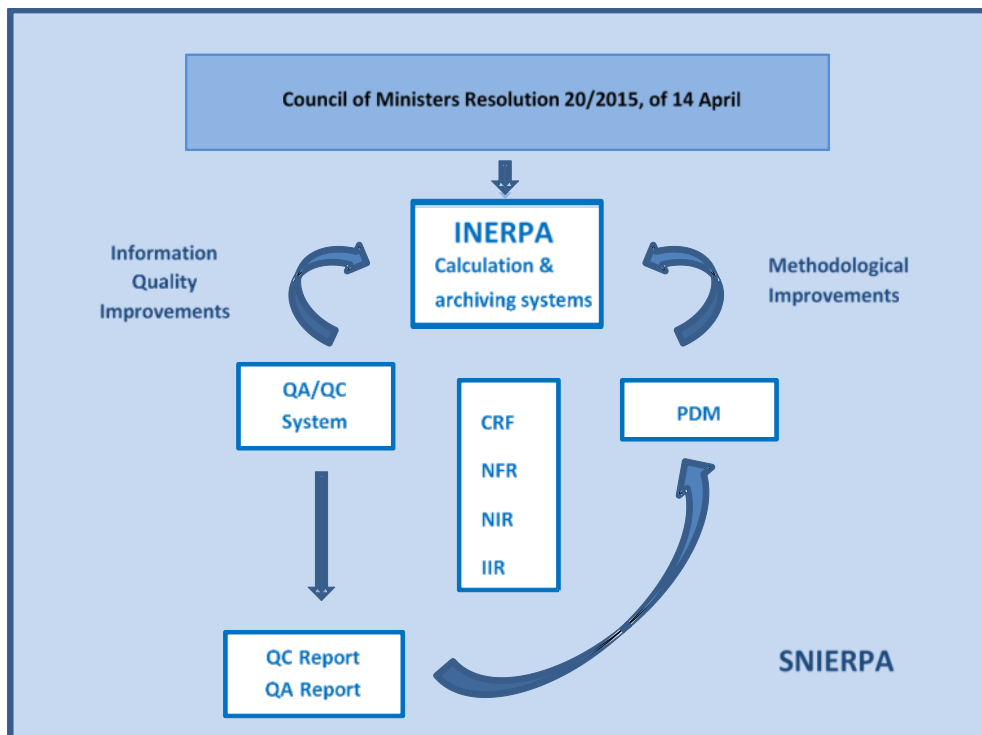 Council of Ministers Resolution 20/2015, of 14 April
INERPA
Calculation &
archiving systems
Information
Quality
Improvements
Methodological
Improvements
QA/QC
System
CRF
NFR
NIR
IIR
PDM
QC Report
QA Report
SNIERPA